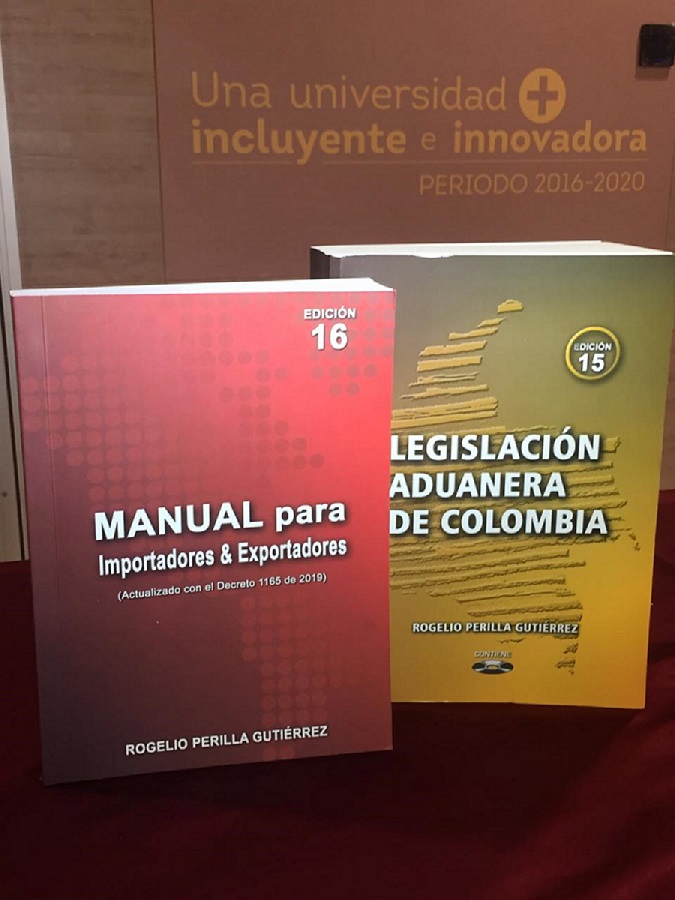 Una universidad +
incluyente e innovadora
PERIODO 2016-2020
EDICIÓN
16
MANUAL para
Importadores & Exportadores
(Actualizado con el Decreto 1165 de 2019)
ROGELIO PERILLA GUTIÉRREZ
EDICIÓN
15
LEGISLACIÓN
ADUANERA
DE COLOMBIA
ROGELIO PERILLA GUTIÉRREZ
CONTIENE